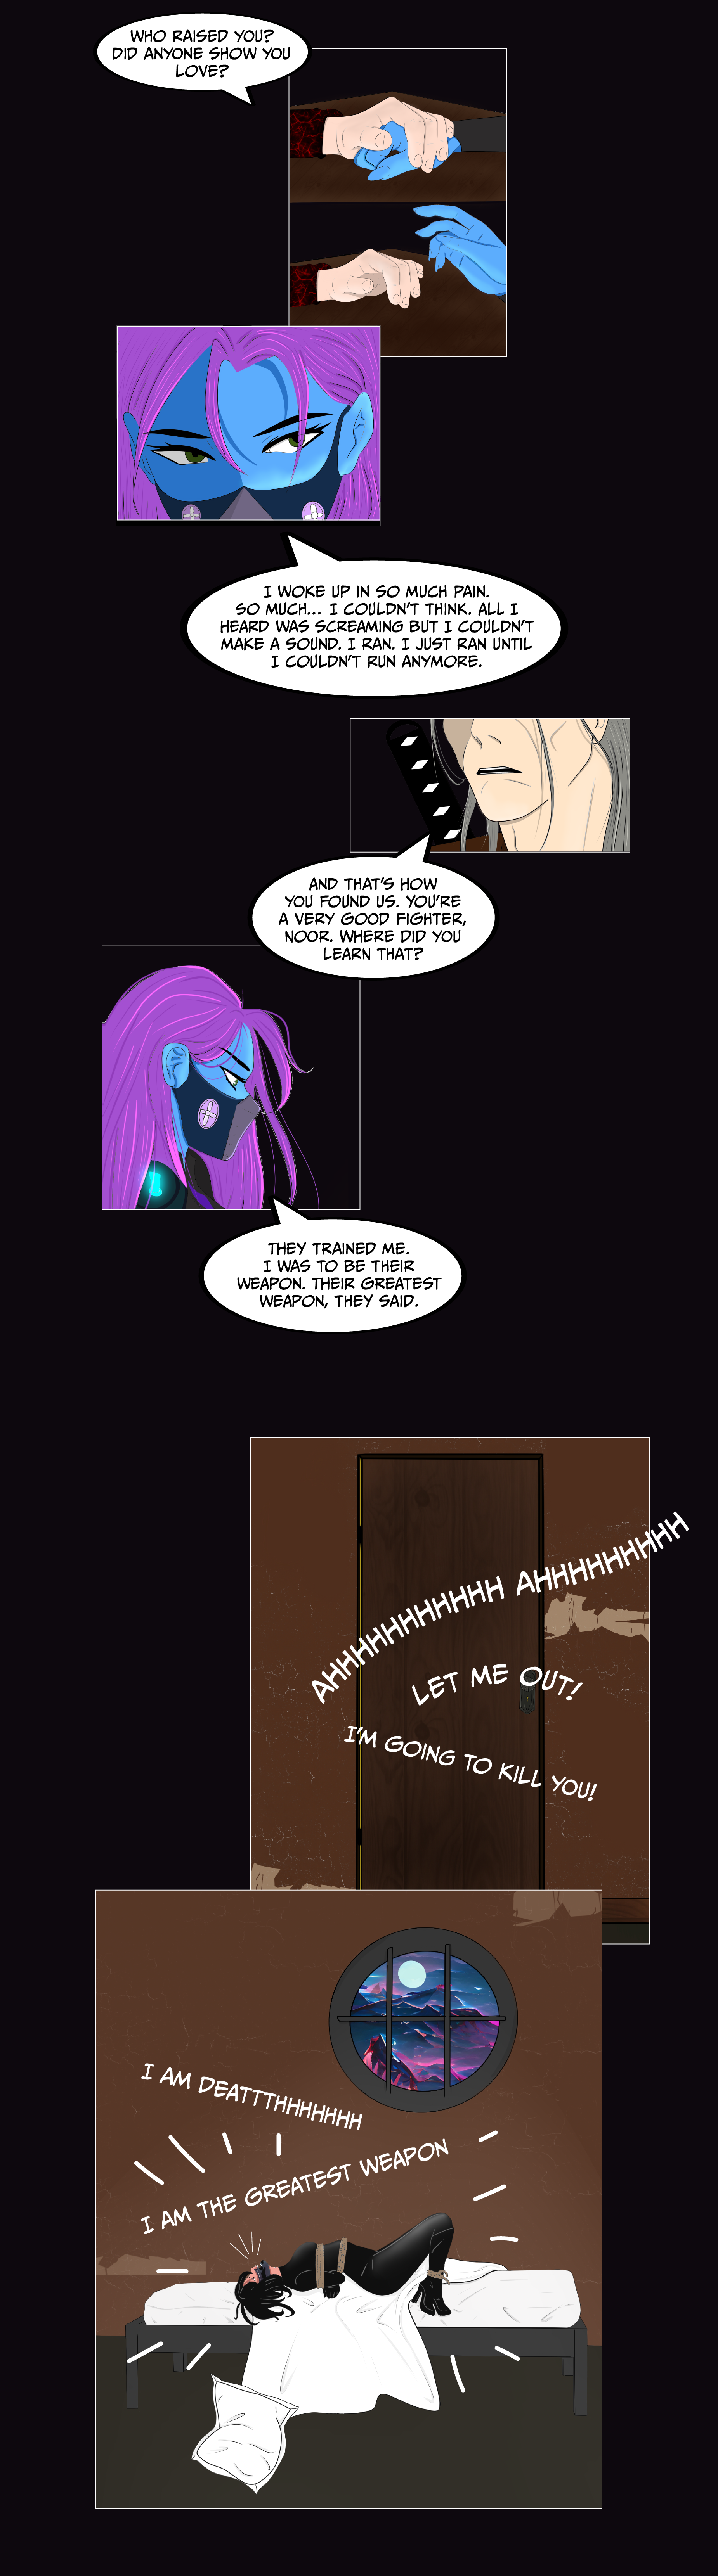 WHO RAISED YOU?
DID ANYONE SHOW YOU
LOVE?
I WOKE UP IN SO MUCH PAIN.
SO MUCH... I COULDN'T THINK. ALL I
HEARD WAS SCREAMING BUT I COULDN'T
MAKE A SOUND. I RAN. I JUST RAN UNTIL
I COULDN'T RUN ANYMORE.
AND THAT'S HOW
YOU FOUND US. YOU'RE
A VERY GOOD FIGHTER,
NOOR. WHERE DID YOU
LEARN THAT?
THEY TRAINED ME.
I WAS TO BE THEIR
WEAPON. THEIR GREATEST
WEAPON, THEY SAID.
AHHHHHHHHHHHH AHHHHHHHHHH
LET ME OUT!
I'M GOING TO KILL YOU!
I AM DEATTTHHHHHHH
I AM THE GREATEST WEAPON